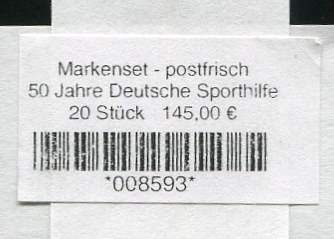 Markenset - postfrisch
50 Jahre Deutsche Sporthilfe
20 Stück 145,00 €
*008593*